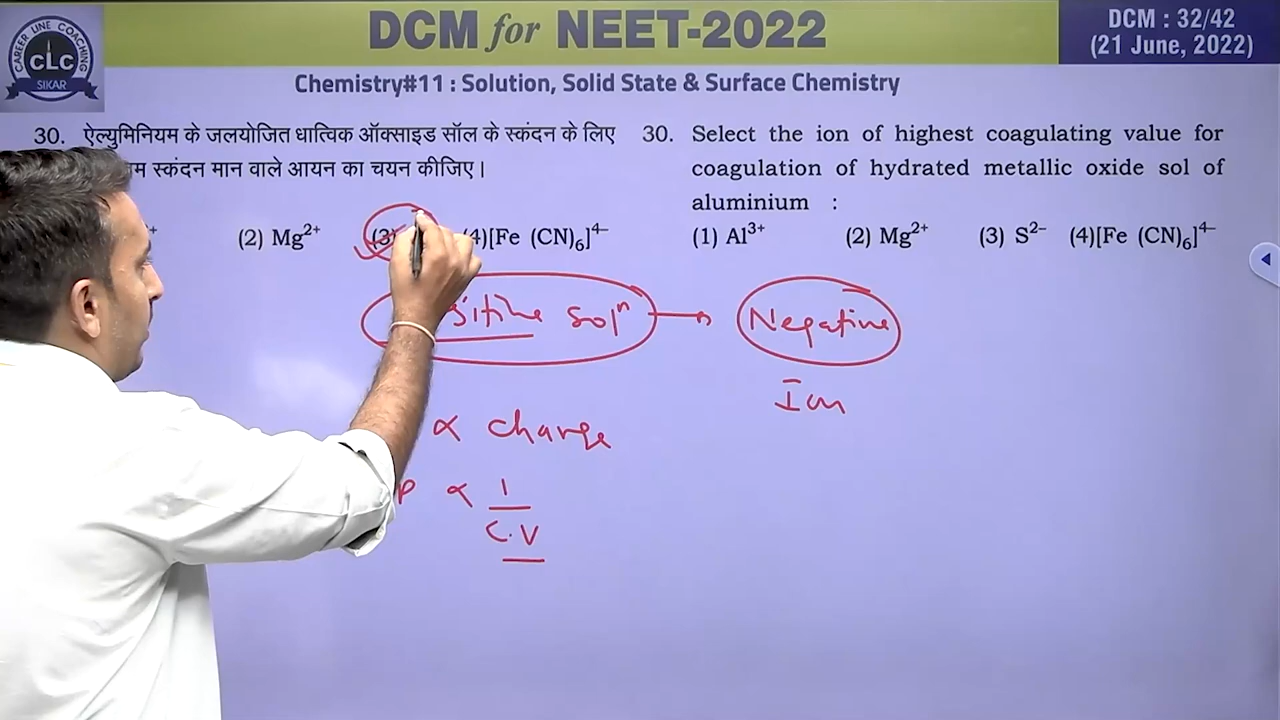 DCM for NEET-2022
DCM : 32/42
(21 June, 2022)
CAREER LINE COACHING
CLC
SIKAR
Chemistry#11 : Solution, Solid State & Surface Chemistry
30. ऐल्युमिनियम के जलयोजित धात्विक ऑक्साइड सॉल के स्कंदन के लिए
स्कंदन मान वाले आयन का चयन कीजिए।
(2) Mg²⁺ (3) (4)[Fe (CN)₆]⁴⁻
30. Select the ion of highest coagulating value for
coagulation of hydrated metallic oxide sol of
aluminium :
(1) Al³⁺ (2) Mg²⁺ (3) S²⁻ (4)[Fe (CN)₆]⁴⁻
solⁿ → Negative
Ion
∝ charge
P ∝ 1/C.V